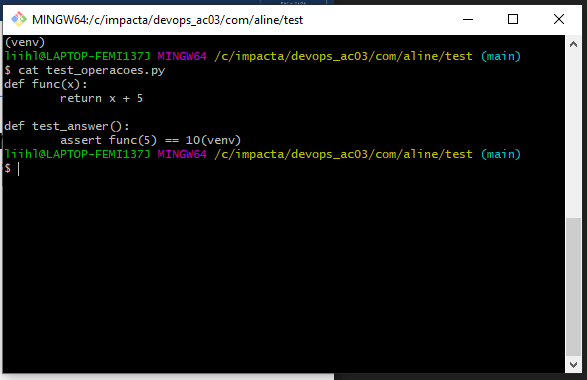 MINGW64:/c/impacta/devops_ac03/com/aline/test
(venv)
liihl@LAPTOP-FEMI137J MINGW64 /c/impacta/devops_ac03/com/aline/test (main)
$ cat test_operacoes.py
def func(x):
        return x + 5

def test_answer():
        assert func(5) == 10(venv)
liihl@LAPTOP-FEMI137J MINGW64 /c/impacta/devops_ac03/com/aline/test (main)
$